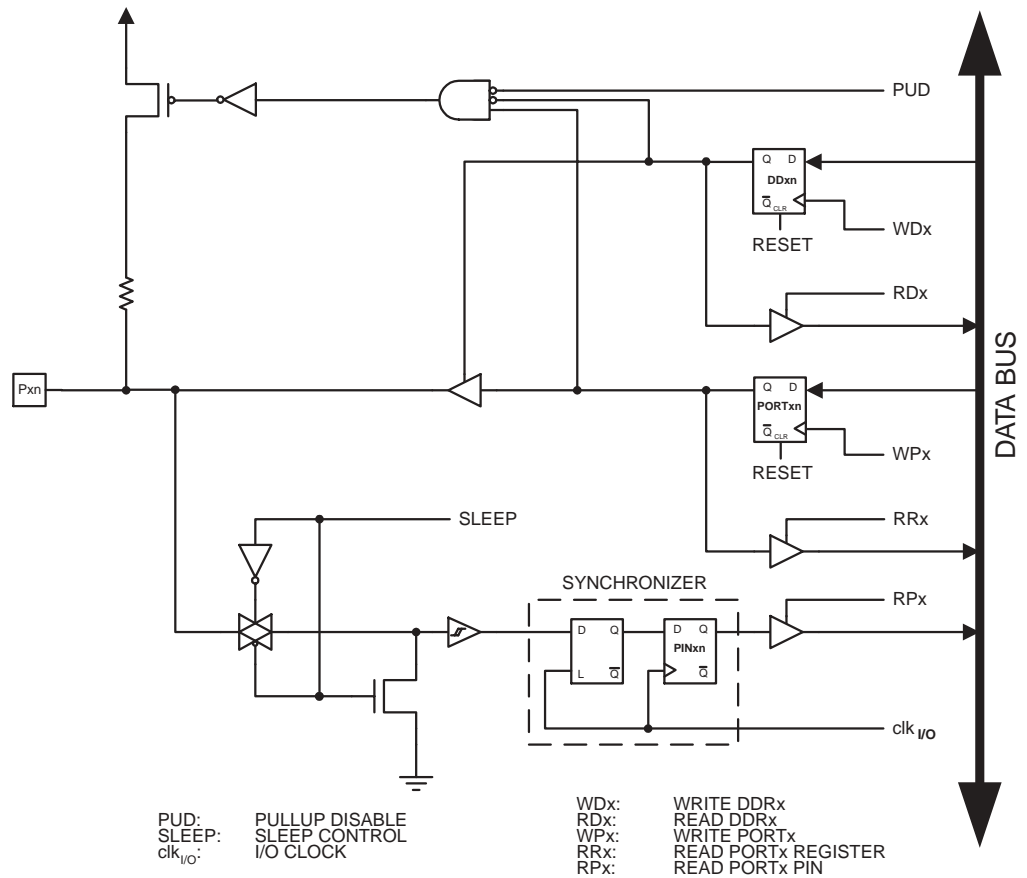 PUD
Q D
DDxn
Q CLR
WDx
RESET
RDx
Pxn
Q D
PORTxn
Q CLR
WPx
RESET
DATA BUS
SLEEP
RRx
SYNCHRONIZER
RPx
D Q
L Q
D Q
PINxn
Q
clk I/O
PUD: PULLUP DISABLE
SLEEP: SLEEP CONTROL
clkI/O: I/O CLOCK
WDx: WRITE DDRx
RDx: READ DDRx
WPx: WRITE PORTx
RRx: READ PORTx REGISTER
RPx: READ PORTx PIN